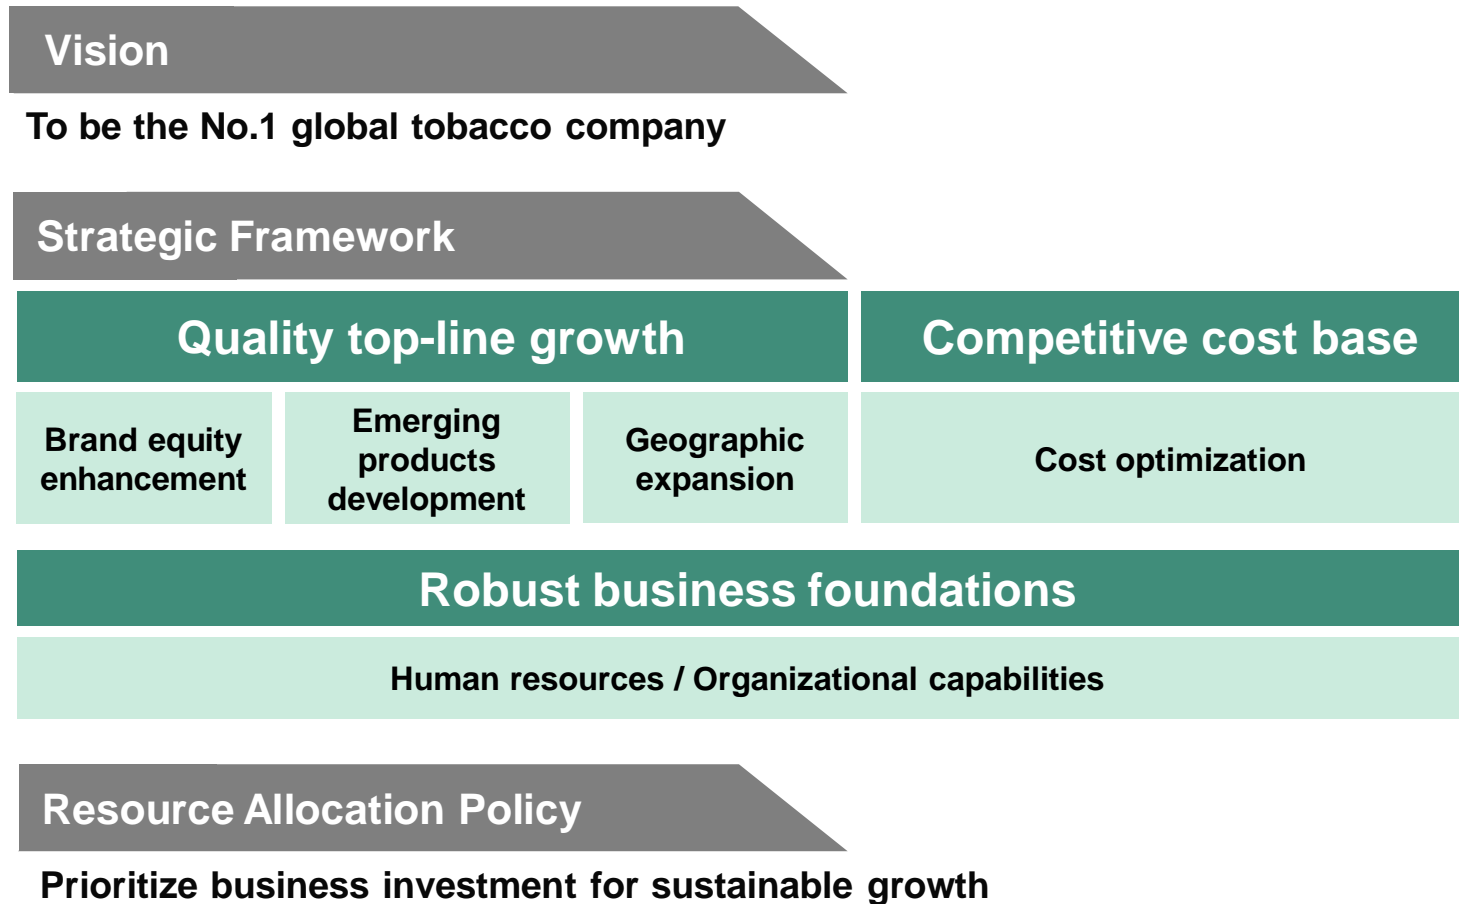 Vision
To be the No.1 global tobacco company
Strategic Framework
Quality top-line growth
Competitive cost base
Brand equity
enhancement
Emerging
products
development
Geographic
expansion
Cost optimization
Robust business foundations
Human resources / Organizational capabilities
Resource Allocation Policy
Prioritize business investment for sustainable growth